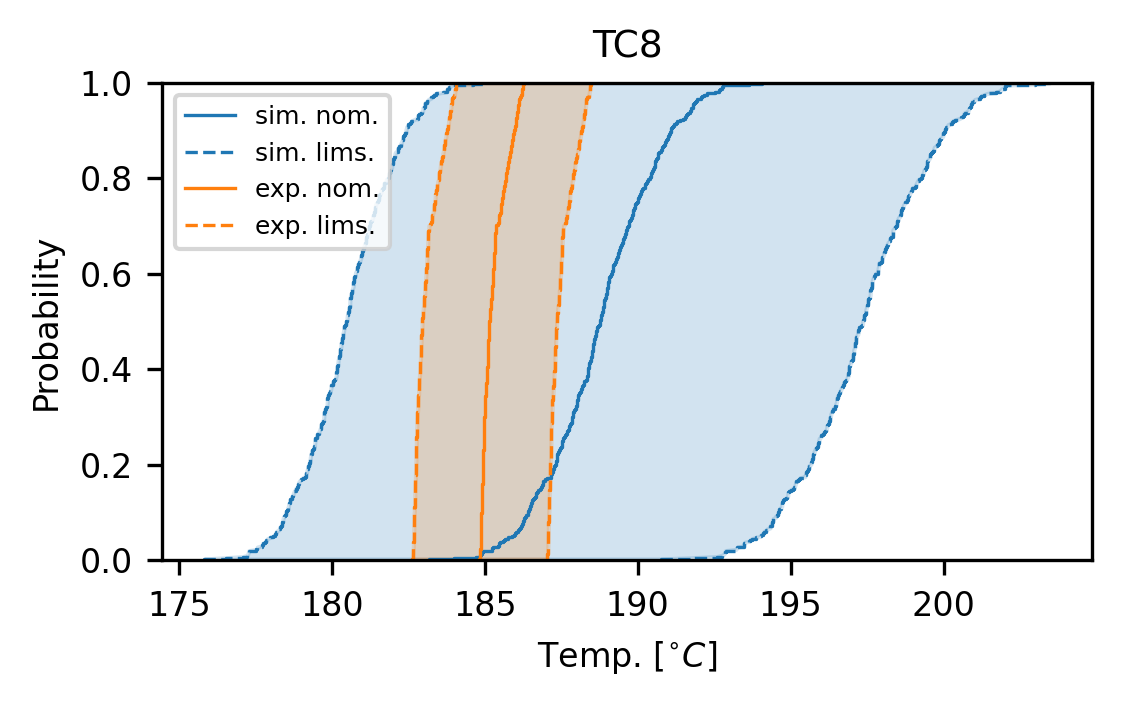 TC8
1.0
0.8
0.6
0.4
0.2
0.0
Probability
sim. nom.
sim. lims.
exp. nom.
exp. lims.
175 180 185 190 195 200
Temp. [°C]